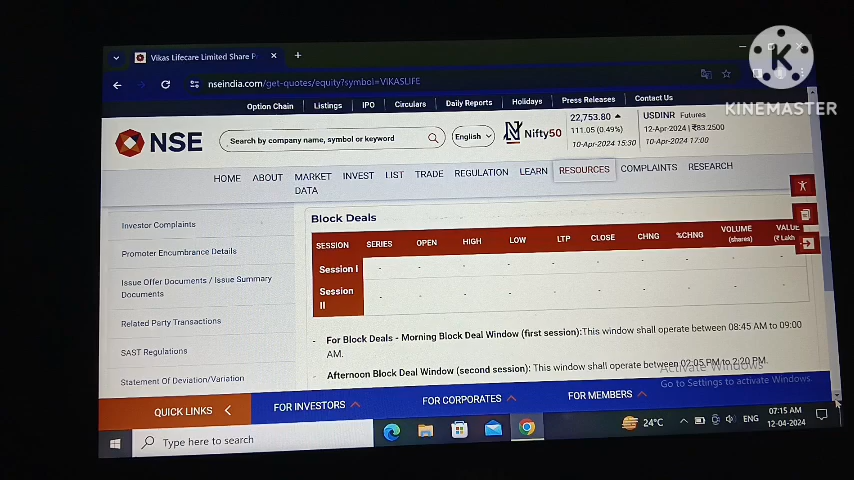 Vikas Lifecare Limited Share P
nseindia.com/get-quotes/equity?symbol=VIKASLIFE
K
KINEMASTER
Option Chain Listings IPO Circulars Daily Reports Holidays Press Releases Contact Us
NSE
Search by company name, symbol or keyword
English
Nifty50
22,753.80
111.05 (0.49%)
10-Apr-2024 15:30
USDINR Futures
12-Apr-2024 | ₹83.2500
10-Apr-2024 17:00
HOME ABOUT MARKET DATA INVEST LIST TRADE REGULATION LEARN RESOURCES COMPLAINTS RESEARCH
Investor Complaints
Promoter Encumbrance Details
Issue Offer Documents / Issue Summary
Documents
Related Party Transactions
SAST Regulations
Statement Of Deviation/Variation
Block Deals
SESSION SERIES OPEN HIGH LOW LTP CLOSE CHNG %CHNG VOLUME (shares) VALUE (₹ Lakh
Session I - - - - - - - - - -
Session II - - - - - - - - - -
- For Block Deals - Morning Block Deal Window (first session):This window shall operate between 08:45 AM to 09:00
AM.
- Afternoon Block Deal Window (second session): This window shall operate between 02:05 PM to 2:20 PM.
Activate Windows
Go to Settings to activate Windows.
QUICK LINKS FOR INVESTORS FOR CORPORATES FOR MEMBERS
Type here to search
24°C
ENG
07:15 AM
12-04-2024